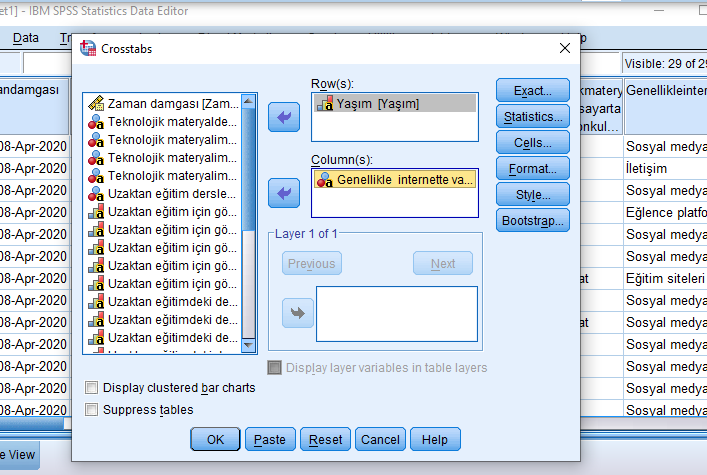 et1] - IBM SPSS Statistics Data Editor
Data
Visible: 29 of 29
Crosstabs
Zaman damgası [Zam...
Teknolojik materyalde...
Teknolojik materyalim...
Teknolojik materyalim...
Teknolojik materyalim...
Uzaktan eğitim dersle...
Uzaktan eğitim için gö...
Uzaktan eğitim için gö...
Uzaktan eğitim için gö...
Uzaktan eğitim için gö...
Uzaktan eğitim için gö...
Uzaktan eğitimdeki de...
Uzaktan eğitimdeki de...
Uzaktan eğitimdeki de...
Uzaktan eğitimdeki de...
Row(s):
Yaşım [Yaşım]
Column(s):
Genellikle internette va...
Layer 1 of 1
Previous
Next
Display layer variables in table layers
Exact...
Statistics...
Cells...
Format...
Style...
Bootstrap...
Display clustered bar charts
Suppress tables
OK
Paste
Reset
Cancel
Help
andamgası
08-Apr-2020
08-Apr-2020
08-Apr-2020
08-Apr-2020
08-Apr-2020
08-Apr-2020
08-Apr-2020
08-Apr-2020
08-Apr-2020
08-Apr-2020
08-Apr-2020
08-Apr-2020
08-Apr-2020
kmatery
sayarta
onkul...
at
at
Genellikleinter
Sosyal medya
İletişim
Sosyal medya
Eğlence platfo
Sosyal medya
Sosyal medya
Eğitim siteleri
Sosyal medya
Sosyal medya
Sosyal medya
Sosyal medya
Sosyal medya
Sosyal medya
e View